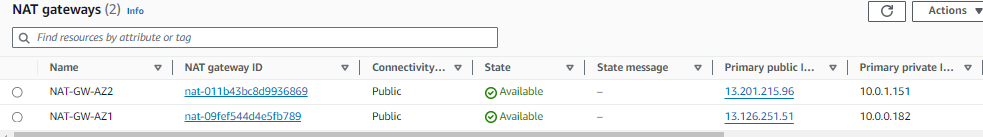 NAT gateways (2) Info
Actions
Find resources by attribute or tag
Name NAT gateway ID Connectivity... State State message Primary public I... Primary private I...
NAT-GW-AZ2 nat-011b43bc8d9936869 Public Available – 13.201.215.96 10.0.1.151
NAT-GW-AZ1 nat-09fef544d4e5fb789 Public Available – 13.126.251.51 10.0.0.182